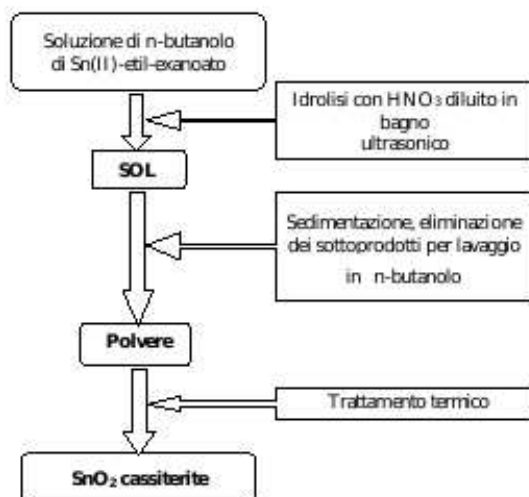 Soluzione di n-butanolo
di Sn(II)-etil-exanoato
Idrolisi con HNO₃ diluito in
bagno
ultrasonico
SOL
Sedimentazione, eliminazione
dei sottoprodotti per lavaggio
in n-butanolo
Polvere
Trattamento termico
SnO₂ cassiterite